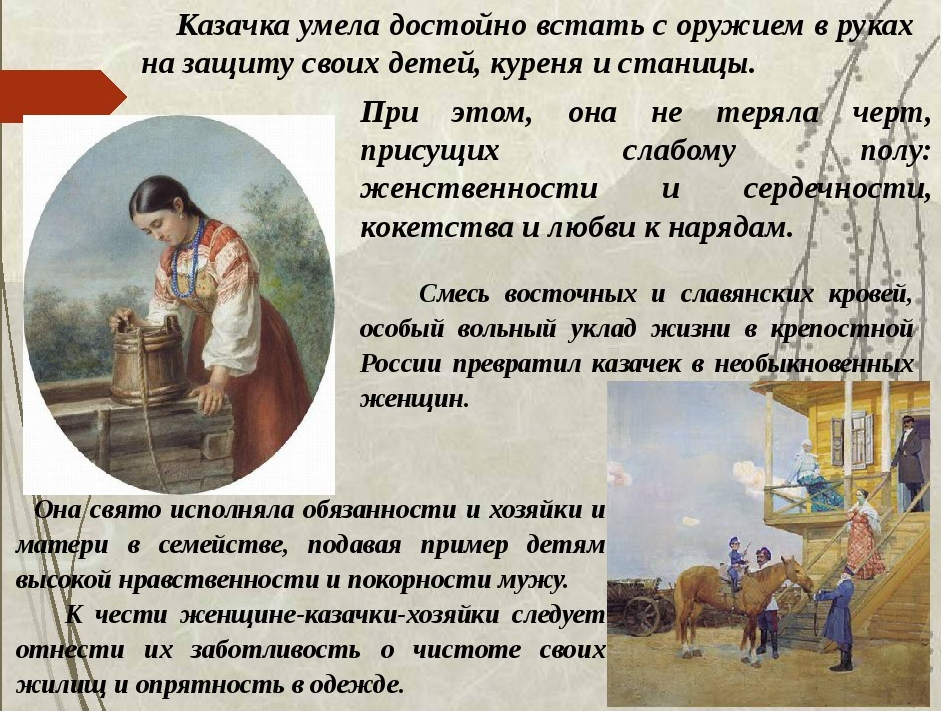 Казачка умела достойно встать с оружием в руках
на защиту своих детей, куреня и станицы.
При этом, она не теряла черт,
присущих слабому полу:
женственности и сердечности,
кокетства и любви к нарядам.
Смесь восточных и славянских кровей,
особый вольный уклад жизни в крепостной
России превратил казачек в необыкновенных
женщин.
Она свято исполняла обязанности и хозяйки и
матери в семействе, подавая пример детям
высокой нравственности и покорности мужу.
К чести женщине-казачки-хозяйки следует
отнести их заботливость о чистоте своих
жилищ и опрятность в одежде.